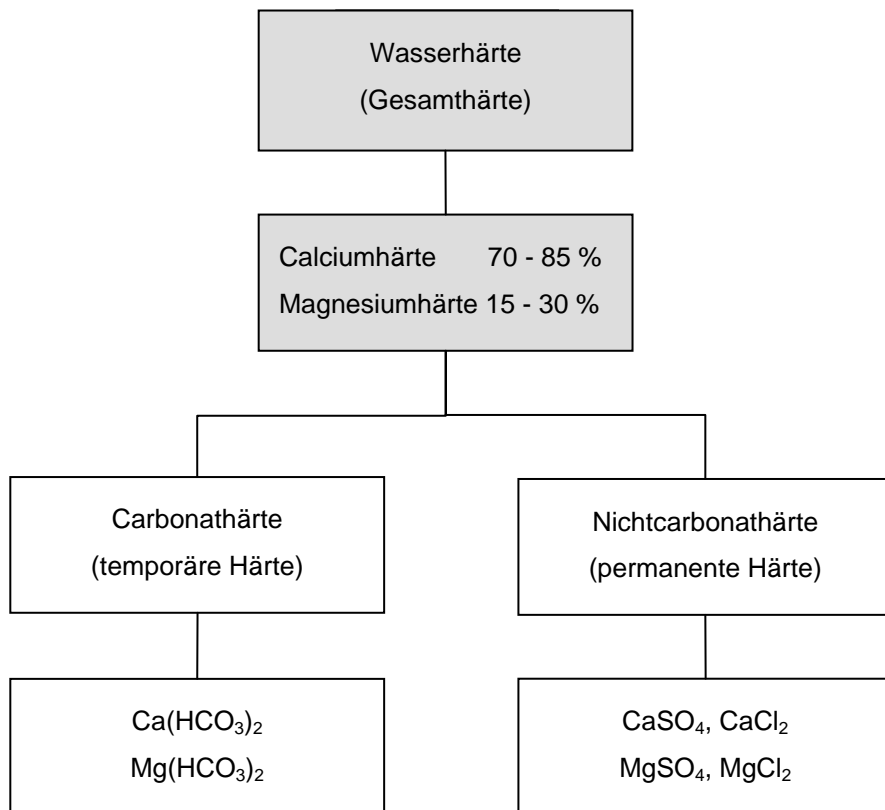 Wasserhärte
(Gesamthärte)
Calciumhärte 70 - 85 %
Magnesiumhärte 15 - 30 %
Carbonathärte
(temporäre Härte)
Nichtcarbonathärte
(permanente Härte)
Ca(HCO₃)₂
Mg(HCO₃)₂
CaSO₄, CaCl₂
MgSO₄, MgCl₂